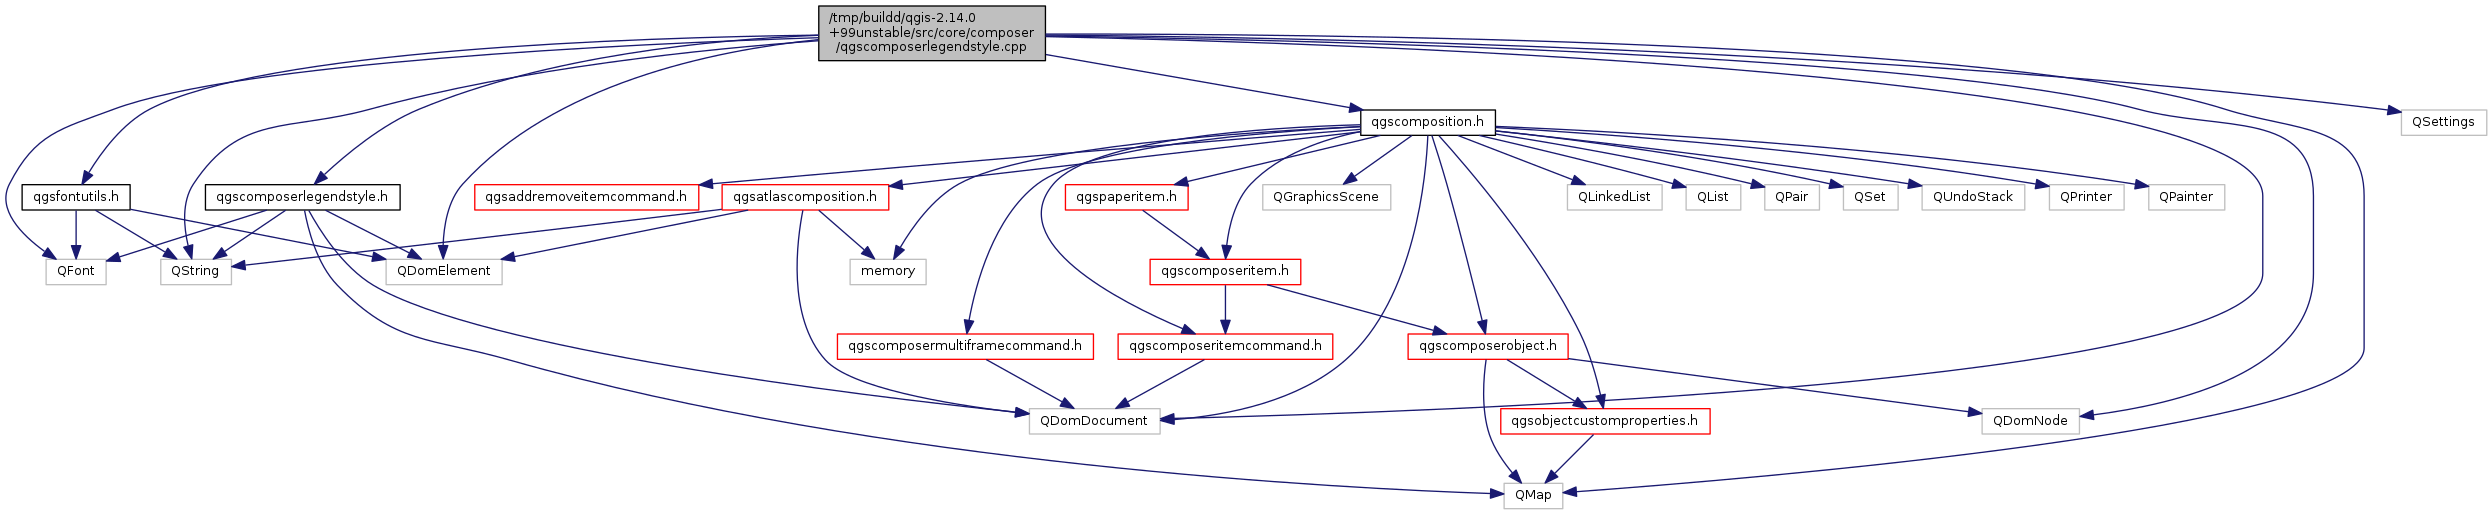 /tmp/buildd/qgis-2.14.0
+99unstable/src/core/composer
/qgscomposerlegendstyle.cpp
qgscomposition.h
QSettings
qgsfontutils.h
qgscomposerlegendstyle.h
qgsaddremoveitemcommand.h
qgsatlascomposition.h
qgspaperitem.h
QGraphicsScene
QLinkedList
QList
QPair
QSet
QUndoStack
QPrinter
QPainter
QFont
QString
QDomElement
memory
qgscomposeritem.h
qgscomposermultiframecommand.h
qgscomposeritemcommand.h
qgscomposerobject.h
QDomDocument
qgsobjectcustomproperties.h
QDomNode
QMap